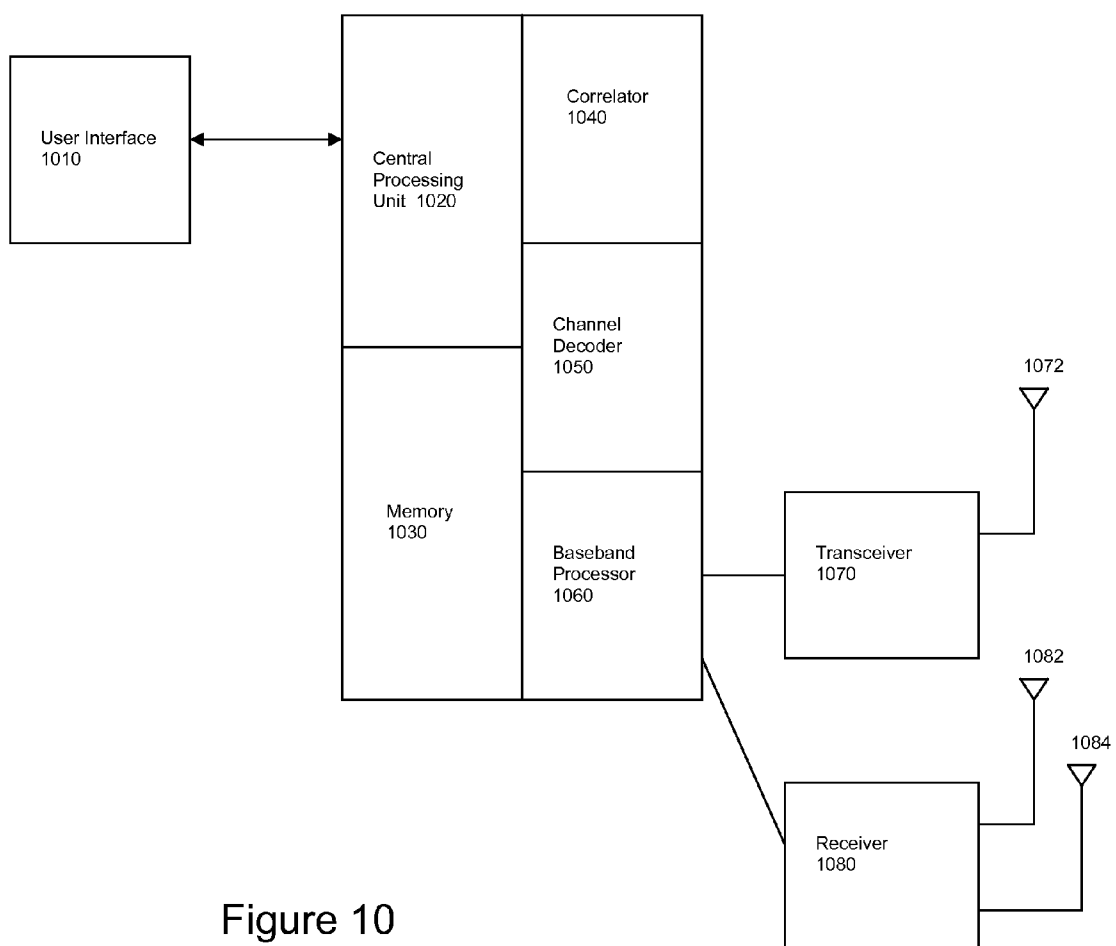 User Interface
1010
Central
Processing
Unit 1020
Correlator
1040
Channel
Decoder
1050
Memory
1030
Baseband
Processor
1060
1072
Transceiver
1070
1082
1084
Receiver
1080
Figure 10